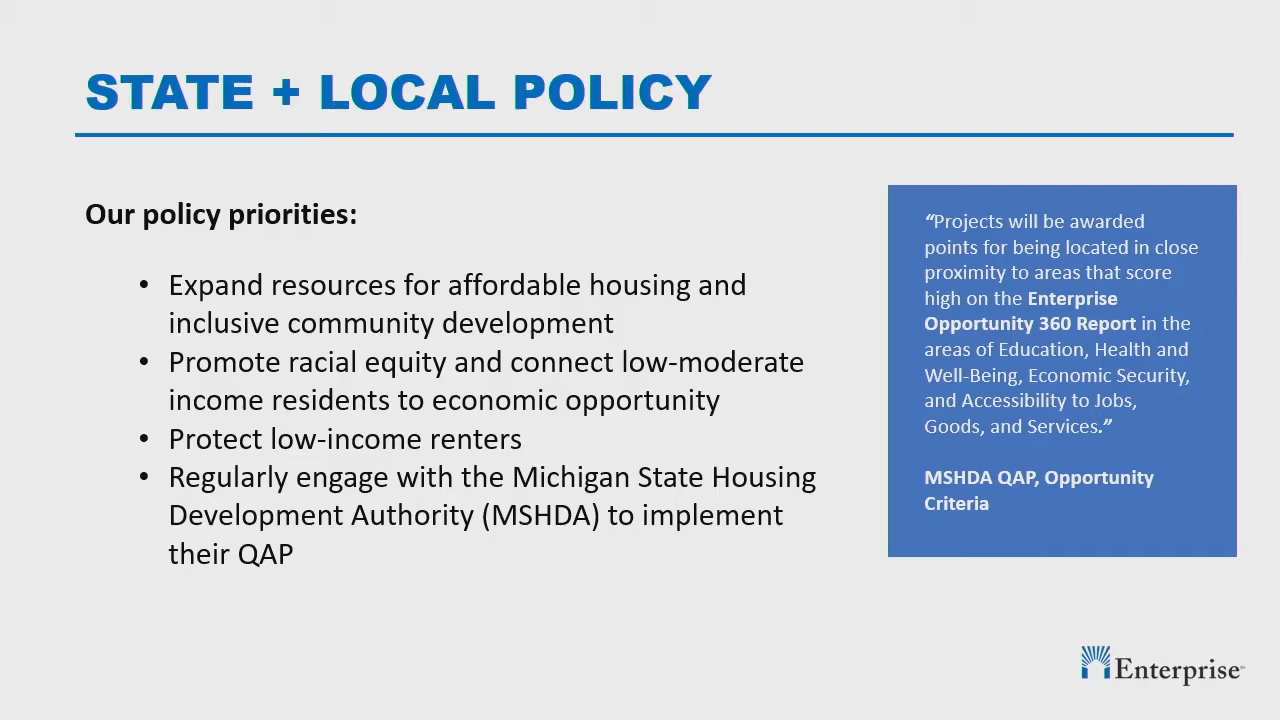 STATE + LOCAL POLICY
Our policy priorities:
• Expand resources for affordable housing and
inclusive community development
• Promote racial equity and connect low-moderate
income residents to economic opportunity
• Protect low-income renters
• Regularly engage with the Michigan State Housing
Development Authority (MSHDA) to implement
their QAP
“Projects will be awarded
points for being located in close
proximity to areas that score
high on the Enterprise
Opportunity 360 Report in the
areas of Education, Health and
Well-Being, Economic Security,
and Accessibility to Jobs,
Goods, and Services.”
MSHDA QAP, Opportunity
Criteria
Enterprise